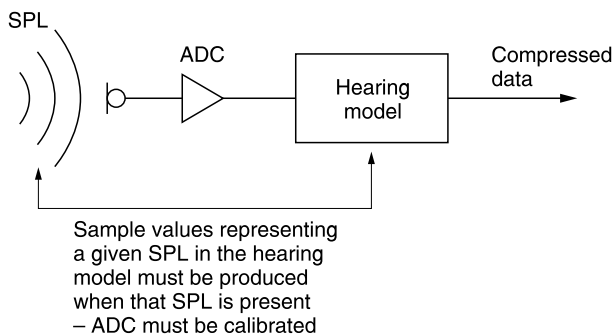 SPL
ADC
Hearing
model
Compressed
data
Sample values representing
a given SPL in the hearing
model must be produced
when that SPL is present
– ADC must be calibrated